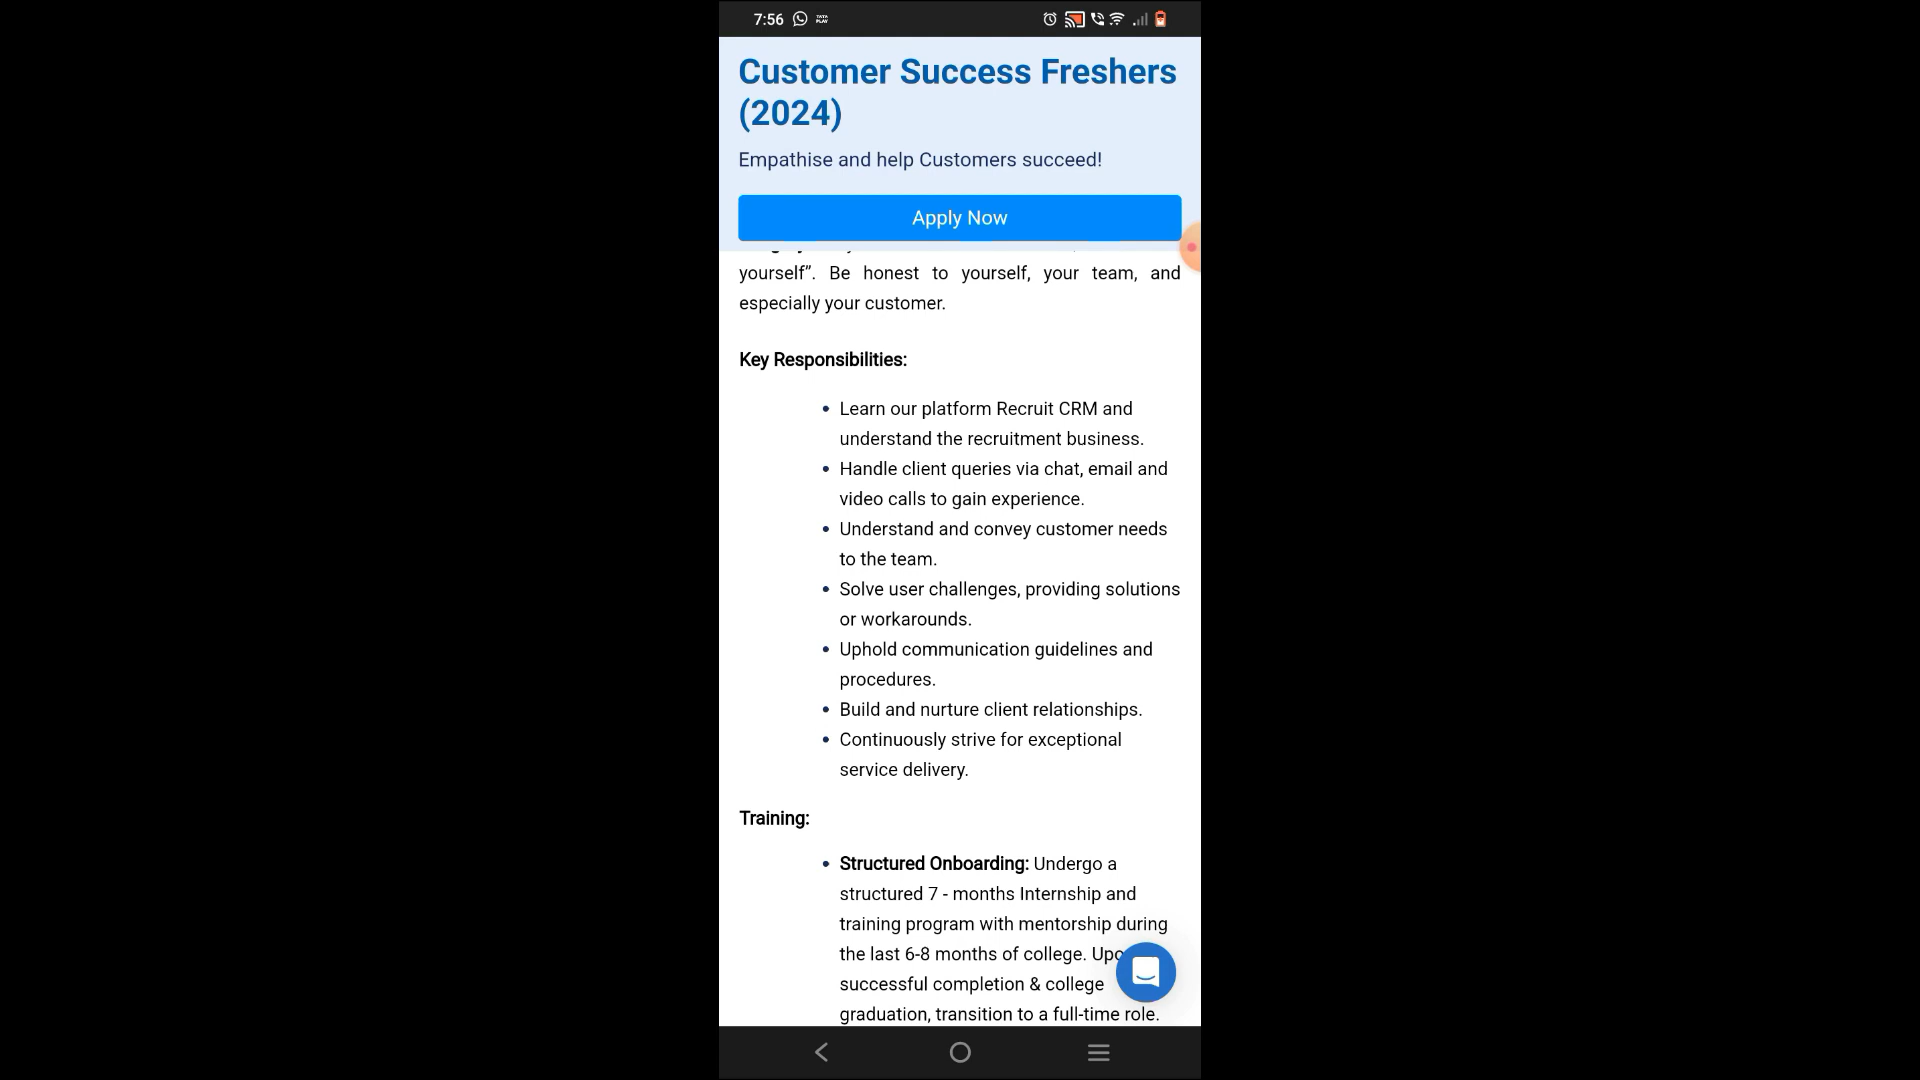 7:56
TATA PLAY
Customer Success Freshers
(2024)
Empathise and help Customers succeed!
Apply Now
yourself”. Be honest to yourself, your team, and
especially your customer.
Key Responsibilities:
• Learn our platform Recruit CRM and
understand the recruitment business.
• Handle client queries via chat, email and
video calls to gain experience.
• Understand and convey customer needs
to the team.
• Solve user challenges, providing solutions
or workarounds.
• Uphold communication guidelines and
procedures.
• Build and nurture client relationships.
• Continuously strive for exceptional
service delivery.
Training:
• Structured Onboarding: Undergo a
structured 7 - months Internship and
training program with mentorship during
the last 6-8 months of college.
successful completion & college
graduation, transition to a full-time role.